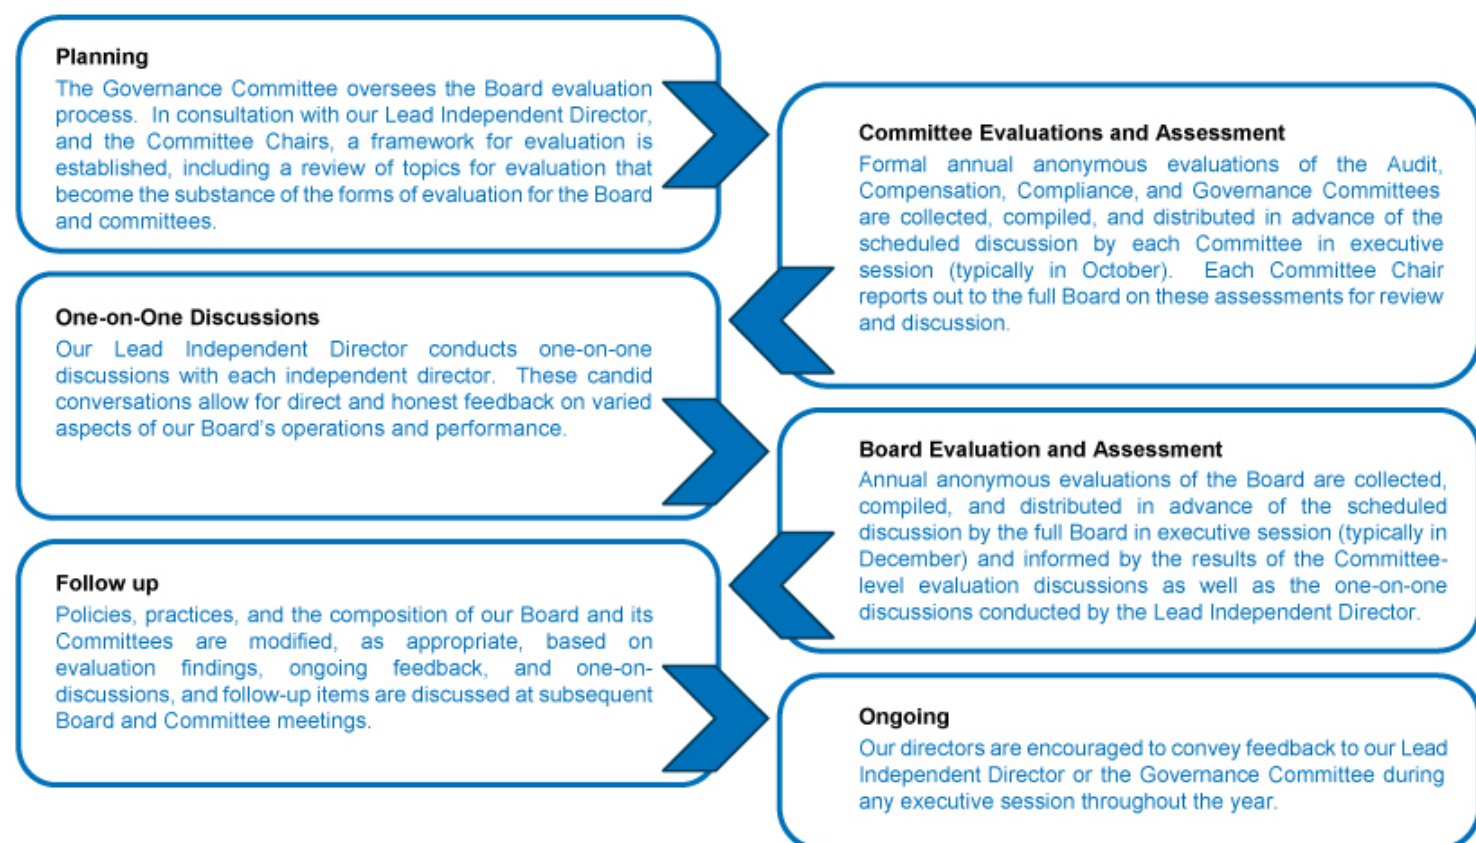 Planning
The Governance Committee oversees the Board evaluation
process. In consultation with our Lead Independent Director,
and the Committee Chairs, a framework for evaluation is
established, including a review of topics for evaluation that
become the substance of the forms of evaluation for the Board
and committees.
Committee Evaluations and Assessment
Formal annual anonymous evaluations of the Audit,
Compensation, Compliance, and Governance Committees
are collected, compiled, and distributed in advance of the
scheduled discussion by each Committee in executive
session (typically in October). Each Committee Chair
reports out to the full Board on these assessments for review
and discussion.
One-on-One Discussions
Our Lead Independent Director conducts one-on-one
discussions with each independent director. These candid
conversations allow for direct and honest feedback on varied
aspects of our Board's operations and performance.
Board Evaluation and Assessment
Annual anonymous evaluations of the Board are collected,
compiled, and distributed in advance of the scheduled
discussion by the full Board in executive session (typically in
December) and informed by the results of the Committee-
level evaluation discussions as well as the one-on-one
discussions conducted by the Lead Independent Director.
Follow up
Policies, practices, and the composition of our Board and its
Committees are modified, as appropriate, based on
evaluation findings, ongoing feedback, and one-on-
discussions, and follow-up items are discussed at subsequent
Board and Committee meetings.
Ongoing
Our directors are encouraged to convey feedback to our Lead
Independent Director or the Governance Committee during
any executive session throughout the year.